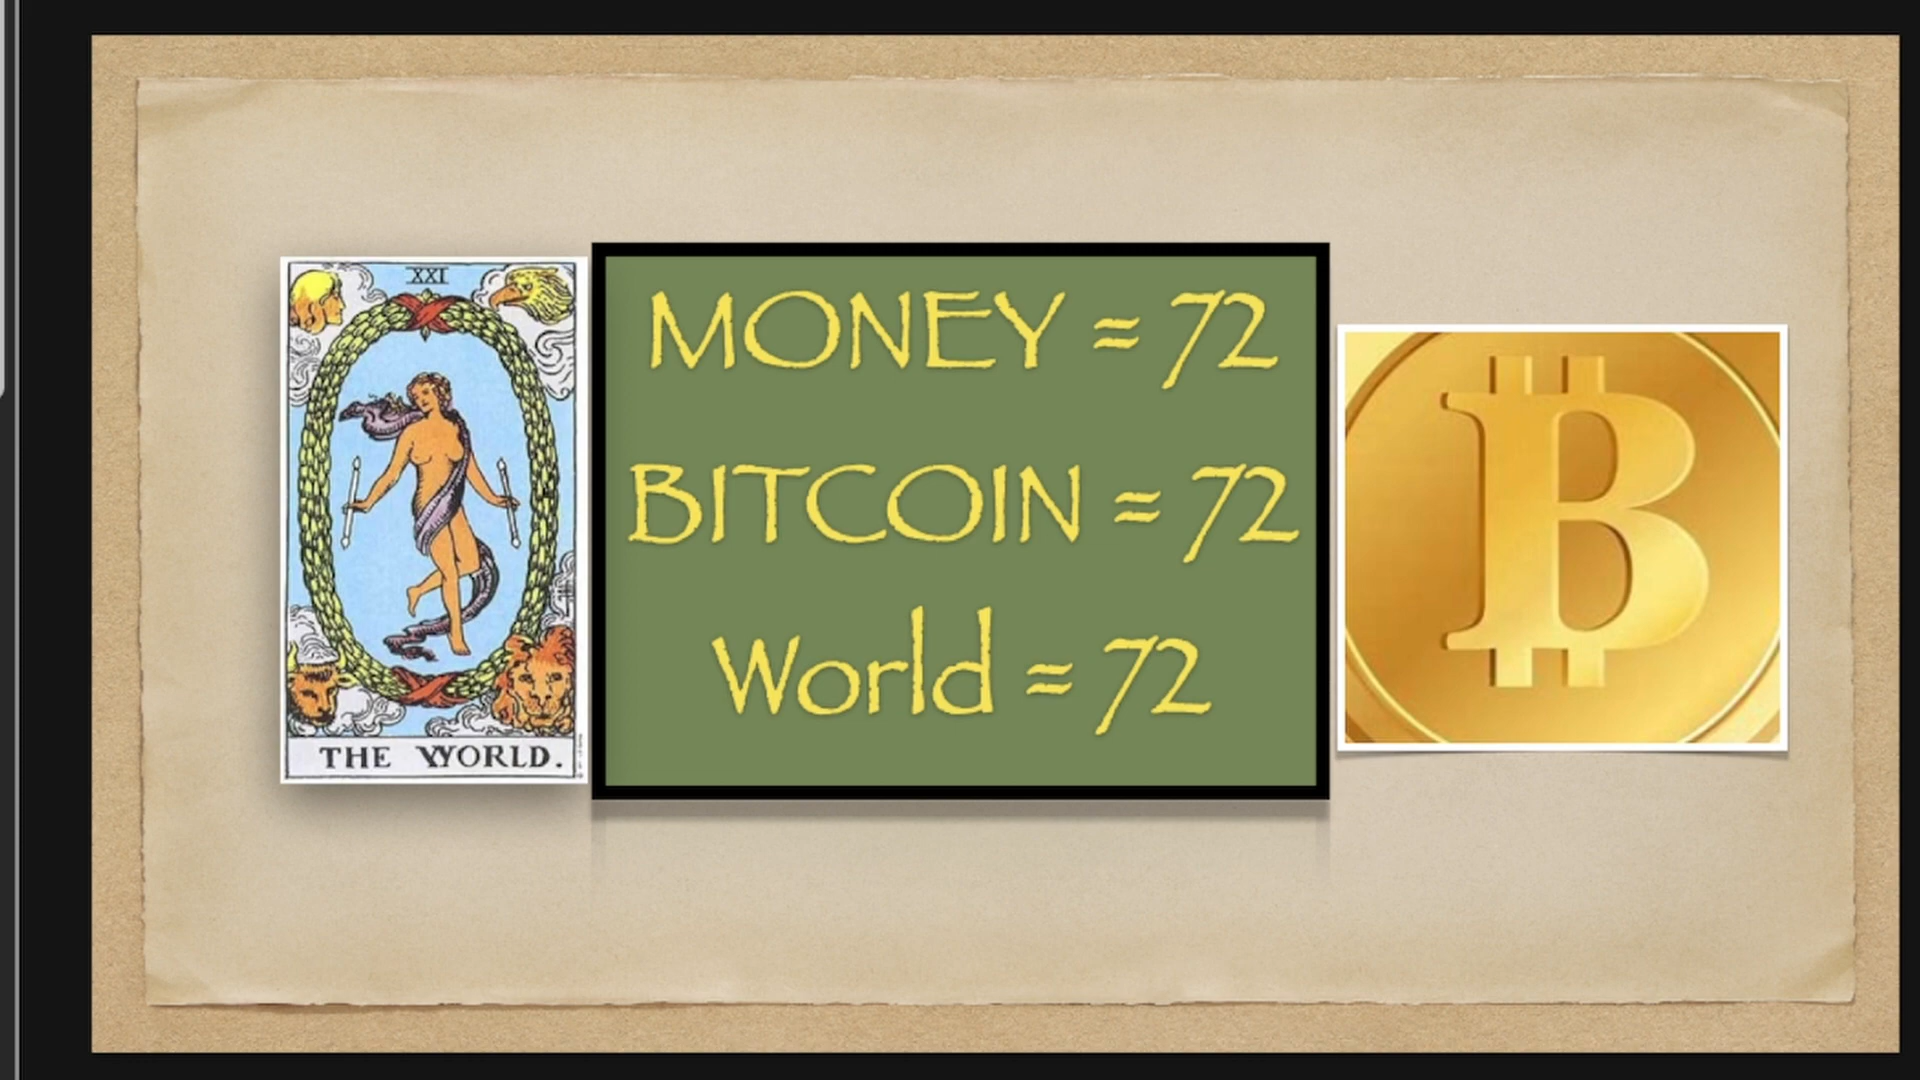 XXI
THE WORLD.
MONEY = 72
BITCOIN = 72
World = 72
B